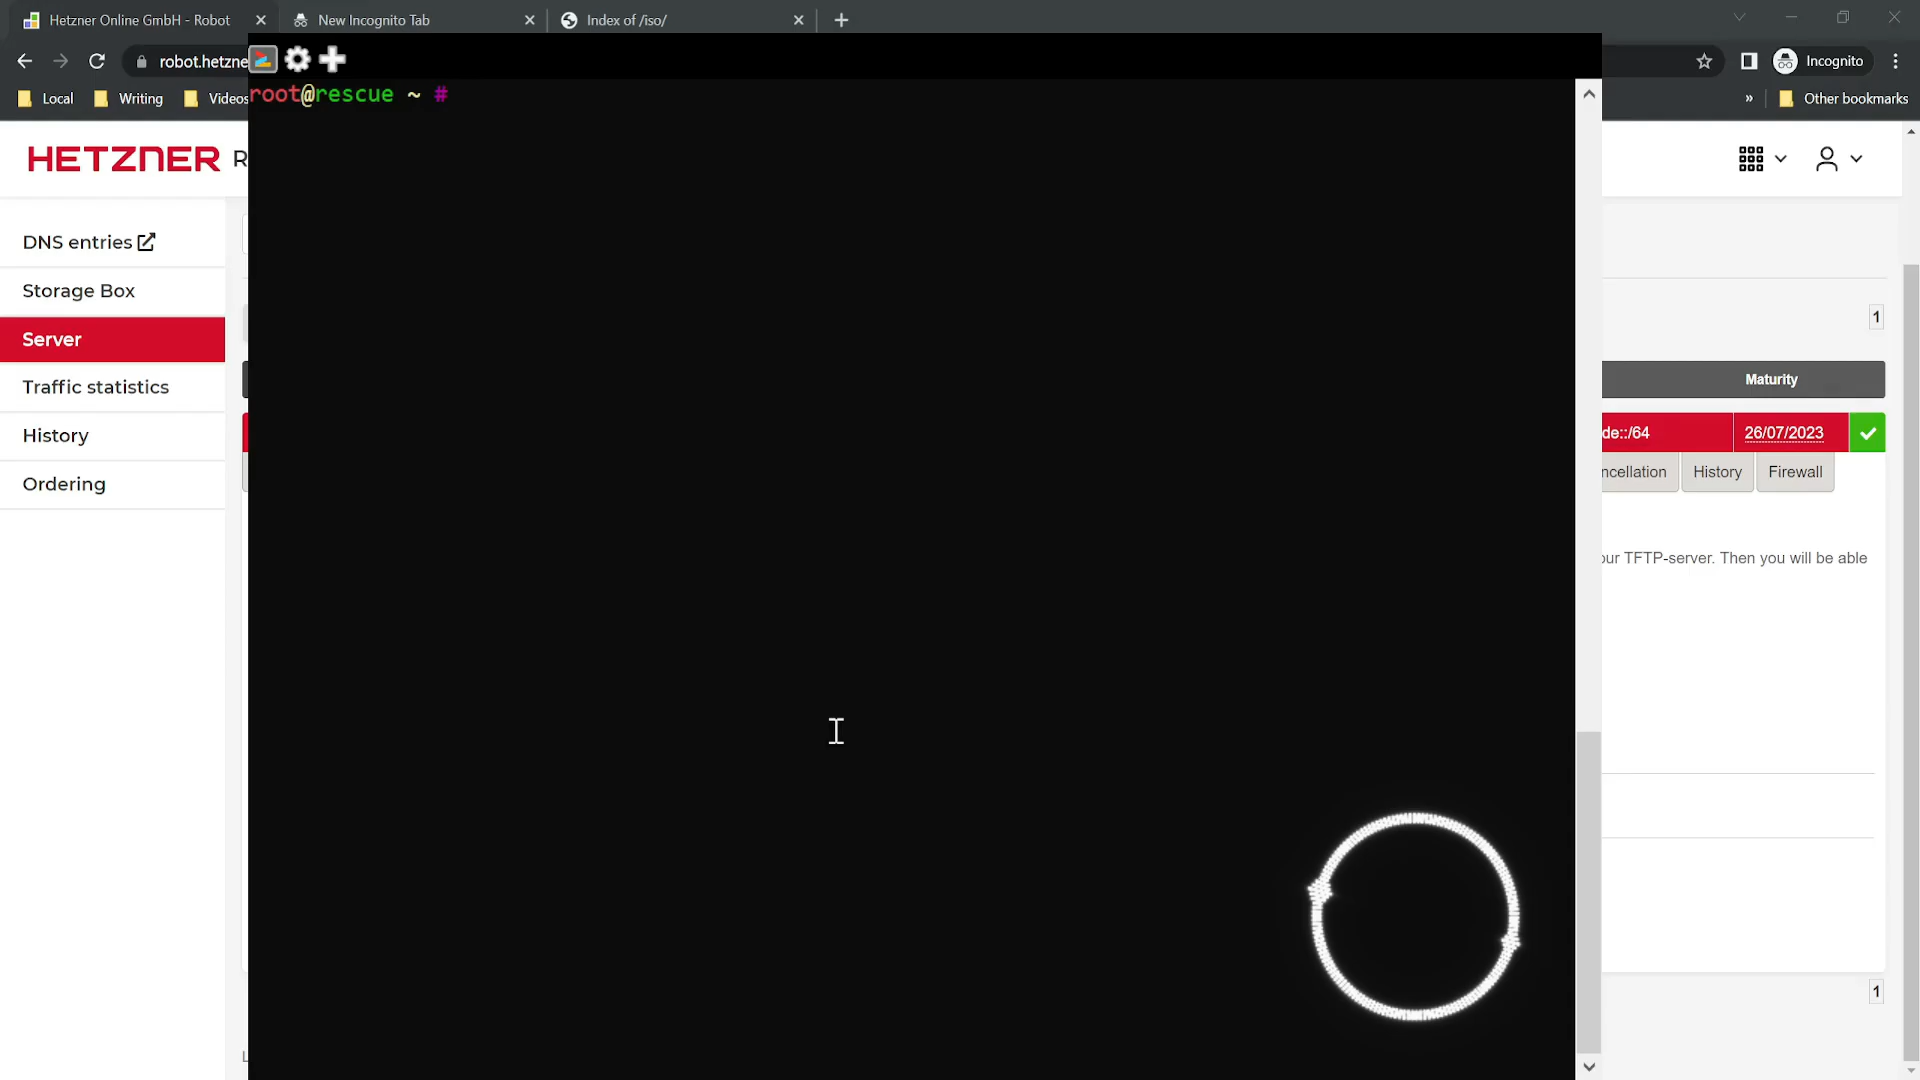 Hetzner Online GmbH - Robot
New Incognito Tab
Index of /iso/
robot.hetzne
Incognito
Local
Writing
Videos
»
Other bookmarks
root@rescue ~ #
HETZNER R
DNS entries
Storage Box
Server
Traffic statistics
History
Ordering
1
Maturity
de::/64
26/07/2023
ncellation
History
Firewall
our TFTP-server. Then you will be able
1
L